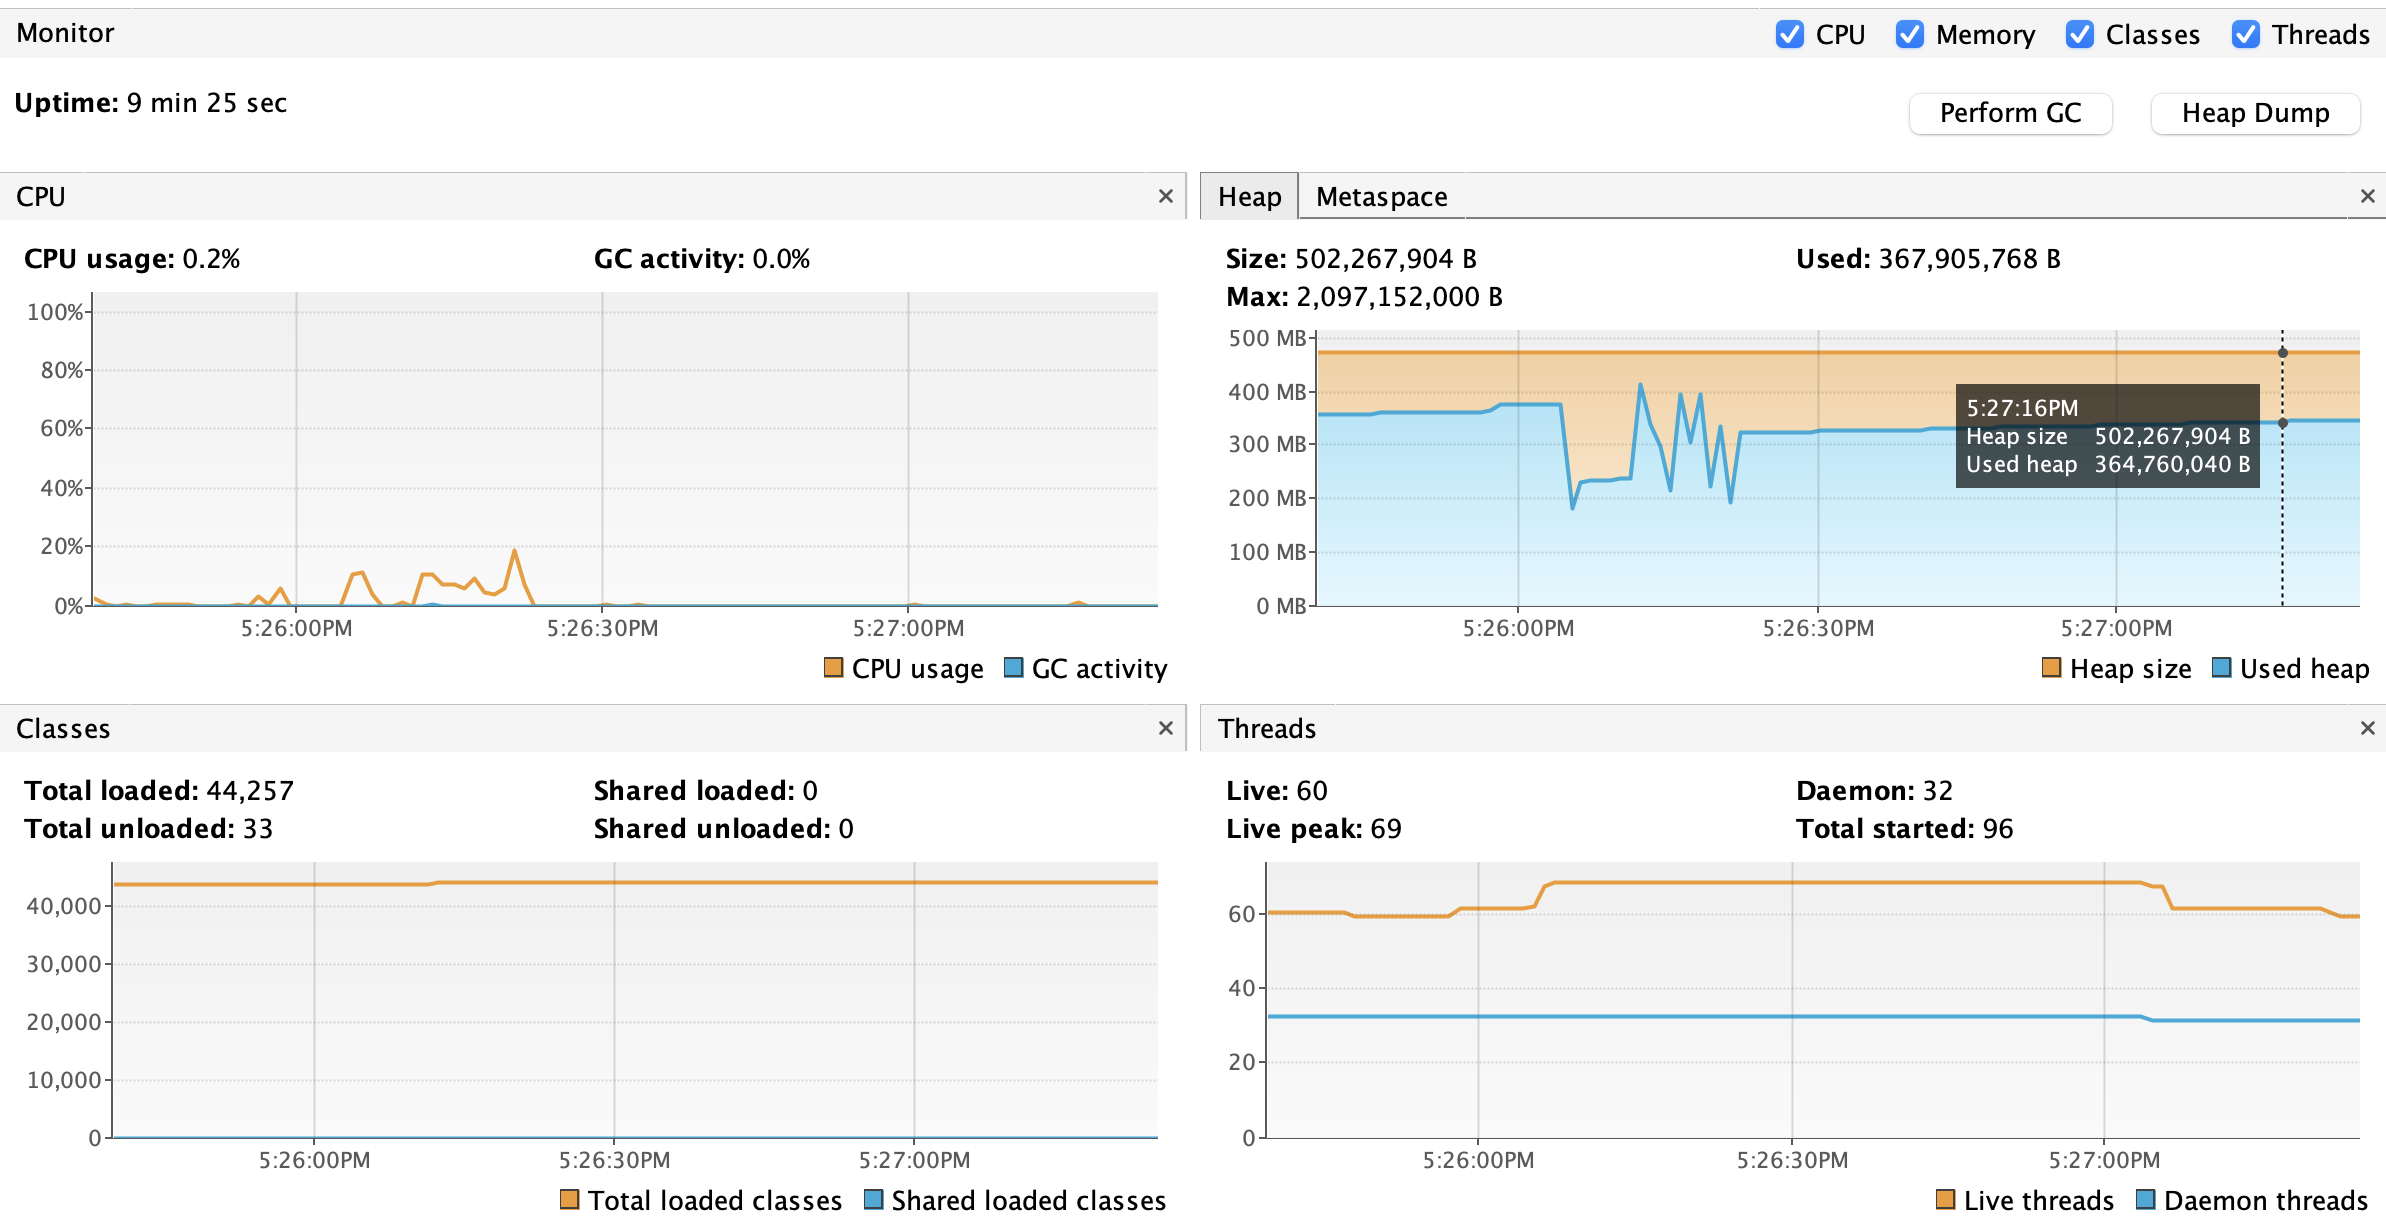 Monitor
CPU Memory Classes Threads
Uptime: 9 min 25 sec
Perform GC Heap Dump
CPU
CPU usage: 0.2% GC activity: 0.0%
100%
80%
60%
40%
20%
0%
5:26:00PM 5:26:30PM 5:27:00PM
CPU usage GC activity
Heap Metaspace
Size: 502,267,904 B Used: 367,905,768 B
Max: 2,097,152,000 B
500 MB
400 MB
300 MB
200 MB
100 MB
0 MB
5:27:16PM
Heap size 502,267,904 B
Used heap 364,760,040 B
5:26:00PM 5:26:30PM 5:27:00PM
Heap size Used heap
Classes
Total loaded: 44,257 Shared loaded: 0
Total unloaded: 33 Shared unloaded: 0
40,000
30,000
20,000
10,000
0
5:26:00PM 5:26:30PM 5:27:00PM
Total loaded classes Shared loaded classes
Threads
Live: 60 Daemon: 32
Live peak: 69 Total started: 96
60
40
20
0
5:26:00PM 5:26:30PM 5:27:00PM
Live threads Daemon threads